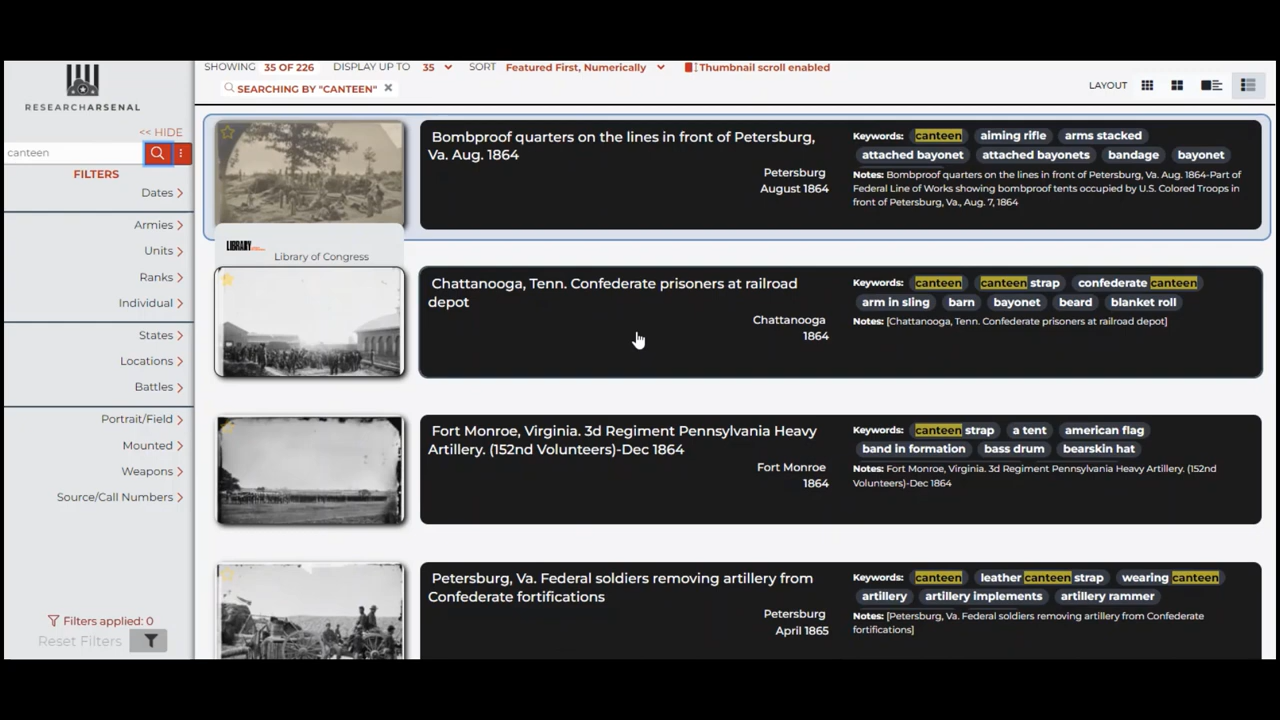 RESEARCHARSENAL
<< HIDE
canteen
FILTERS
Dates
Armies
Units
Ranks
Individual
States
Locations
Battles
Portrait/Field
Mounted
Weapons
Source/Call Numbers
Filters applied: 0
Reset Filters
SHOWING 35 OF 226 DISPLAY UP TO 35 SORT Featured First, Numerically Thumbnail scroll enabled
SEARCHING BY "CANTEEN" ×
LAYOUT
Bombproof quarters on the lines in front of Petersburg,
Va. Aug. 1864
Petersburg
August 1864
Keywords: canteen aiming rifle arms stacked
attached bayonet attached bayonets bandage bayonet
Notes: Bombproof quarters on the lines in front of Petersburg, Va. Aug. 1864-Part of
Federal Line of Works showing bombproof tents occupied by U.S. Colored Troops in
front of Petersburg, Va., Aug. 7, 1864
LIBRARY
Library of Congress
Chattanooga, Tenn. Confederate prisoners at railroad
depot
Chattanooga
1864
Keywords: canteen canteen strap confederate canteen
arm in sling barn bayonet beard blanket roll
Notes: [Chattanooga, Tenn. Confederate prisoners at railroad depot]
Fort Monroe, Virginia. 3d Regiment Pennsylvania Heavy
Artillery. (152nd Volunteers)-Dec 1864
Fort Monroe
1864
Keywords: canteen strap a tent american flag
band in formation bass drum bearskin hat
Notes: Fort Monroe, Virginia. 3d Regiment Pennsylvania Heavy Artillery. (152nd
Volunteers)-Dec 1864
Petersburg, Va. Federal soldiers removing artillery from
Confederate fortifications
Petersburg
April 1865
Keywords: canteen leather canteen strap wearing canteen
artillery artillery implements artillery rammer
Notes: [Petersburg, Va. Federal soldiers removing artillery from Confederate
fortifications]